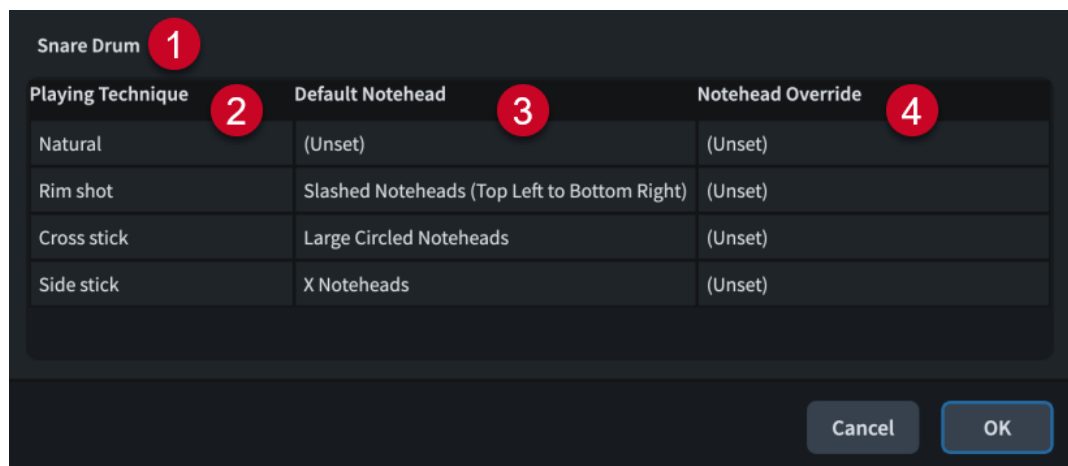 Snare Drum 1
Playing Technique 2 Default Notehead 3 Notehead Override 4
Natural (Unset) (Unset)
Rim shot Slashed Noteheads (Top Left to Bottom Right) (Unset)
Cross stick Large Circled Noteheads (Unset)
Side stick X Noteheads (Unset)
Cancel OK